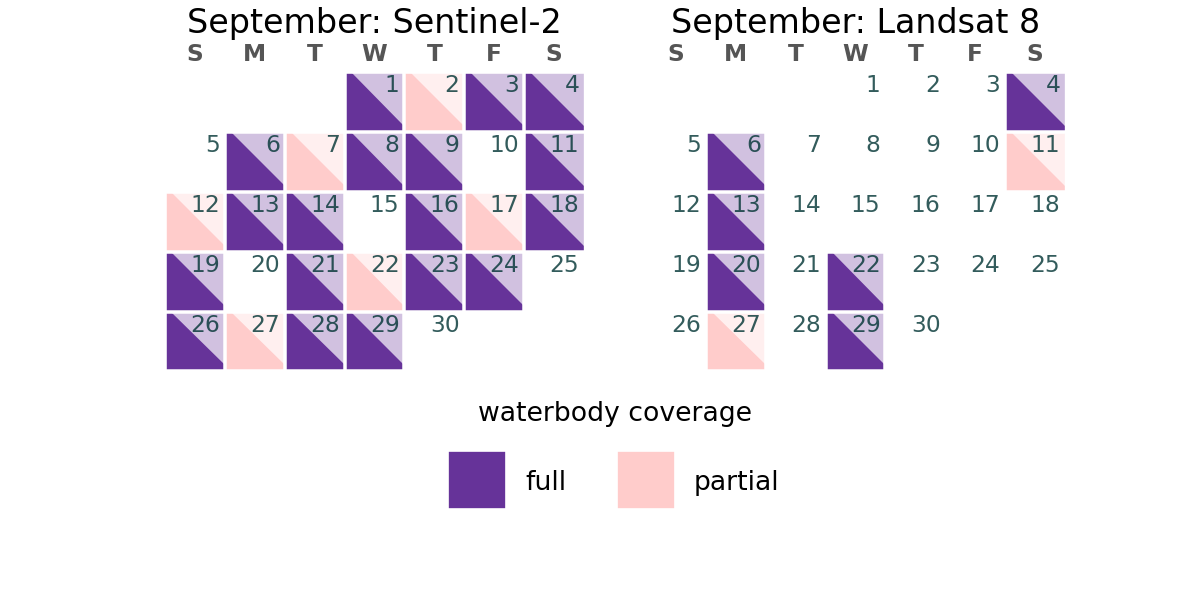 September: Sentinel-2
S M T W T F S
1 2 3 4
5 6 7 8 9 10 11
12 13 14 15 16 17 18
19 20 21 22 23 24 25
26 27 28 29 30
September: Landsat 8
S M T W T F S
1 2 3 4
5 6 7 8 9 10 11
12 13 14 15 16 17 18
19 20 21 22 23 24 25
26 27 28 29 30
waterbody coverage
full partial